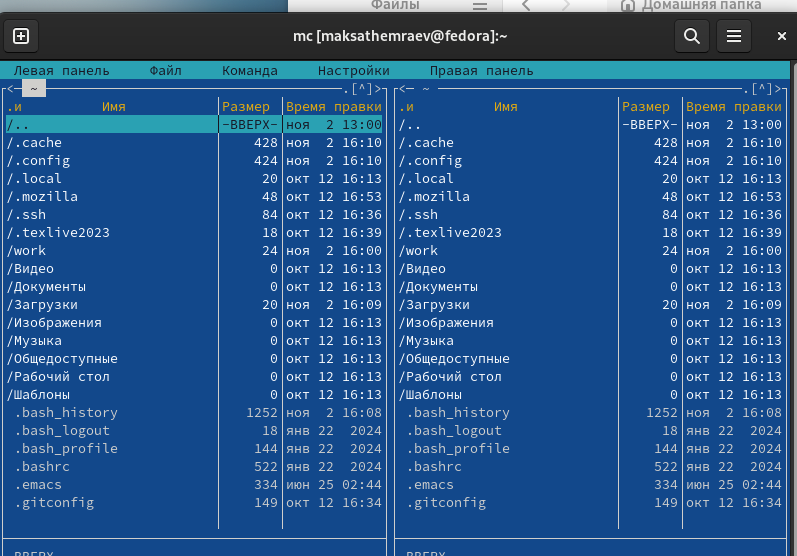 Файлы Домашняя папка
mc [maksathemraev@fedora]:~
Левая панель Файл Команда Настройки Правая панель
<─ ~ .[^]> <─ ~ .[^]>
.и Имя Размер Время правки .и Имя Размер Время правки
/.. -ВВЕРХ- ноя 2 13:00 /.. -ВВЕРХ- ноя 2 13:00
/.cache 428 ноя 2 16:10 /.cache 428 ноя 2 16:10
/.config 424 ноя 2 16:10 /.config 424 ноя 2 16:10
/.local 20 окт 12 16:13 /.local 20 окт 12 16:13
/.mozilla 48 окт 12 16:53 /.mozilla 48 окт 12 16:53
/.ssh 84 окт 12 16:36 /.ssh 84 окт 12 16:36
/.texlive2023 18 окт 12 16:39 /.texlive2023 18 окт 12 16:39
/work 24 ноя 2 16:00 /work 24 ноя 2 16:00
/Видео 0 окт 12 16:13 /Видео 0 окт 12 16:13
/Документы 0 окт 12 16:13 /Документы 0 окт 12 16:13
/Загрузки 20 ноя 2 16:09 /Загрузки 20 ноя 2 16:09
/Изображения 0 окт 12 16:13 /Изображения 0 окт 12 16:13
/Музыка 0 окт 12 16:13 /Музыка 0 окт 12 16:13
/Общедоступные 0 окт 12 16:13 /Общедоступные 0 окт 12 16:13
/Рабочий стол 0 окт 12 16:13 /Рабочий стол 0 окт 12 16:13
/Шаблоны 0 окт 12 16:13 /Шаблоны 0 окт 12 16:13
.bash_history 1252 ноя 2 16:08 .bash_history 1252 ноя 2 16:08
.bash_logout 18 янв 22 2024 .bash_logout 18 янв 22 2024
.bash_profile 144 янв 22 2024 .bash_profile 144 янв 22 2024
.bashrc 522 янв 22 2024 .bashrc 522 янв 22 2024
.emacs 334 июн 25 02:44 .emacs 334 июн 25 02:44
.gitconfig 149 окт 12 16:34 .gitconfig 149 окт 12 16:34
-ВВЕРХ- -ВВЕРХ-